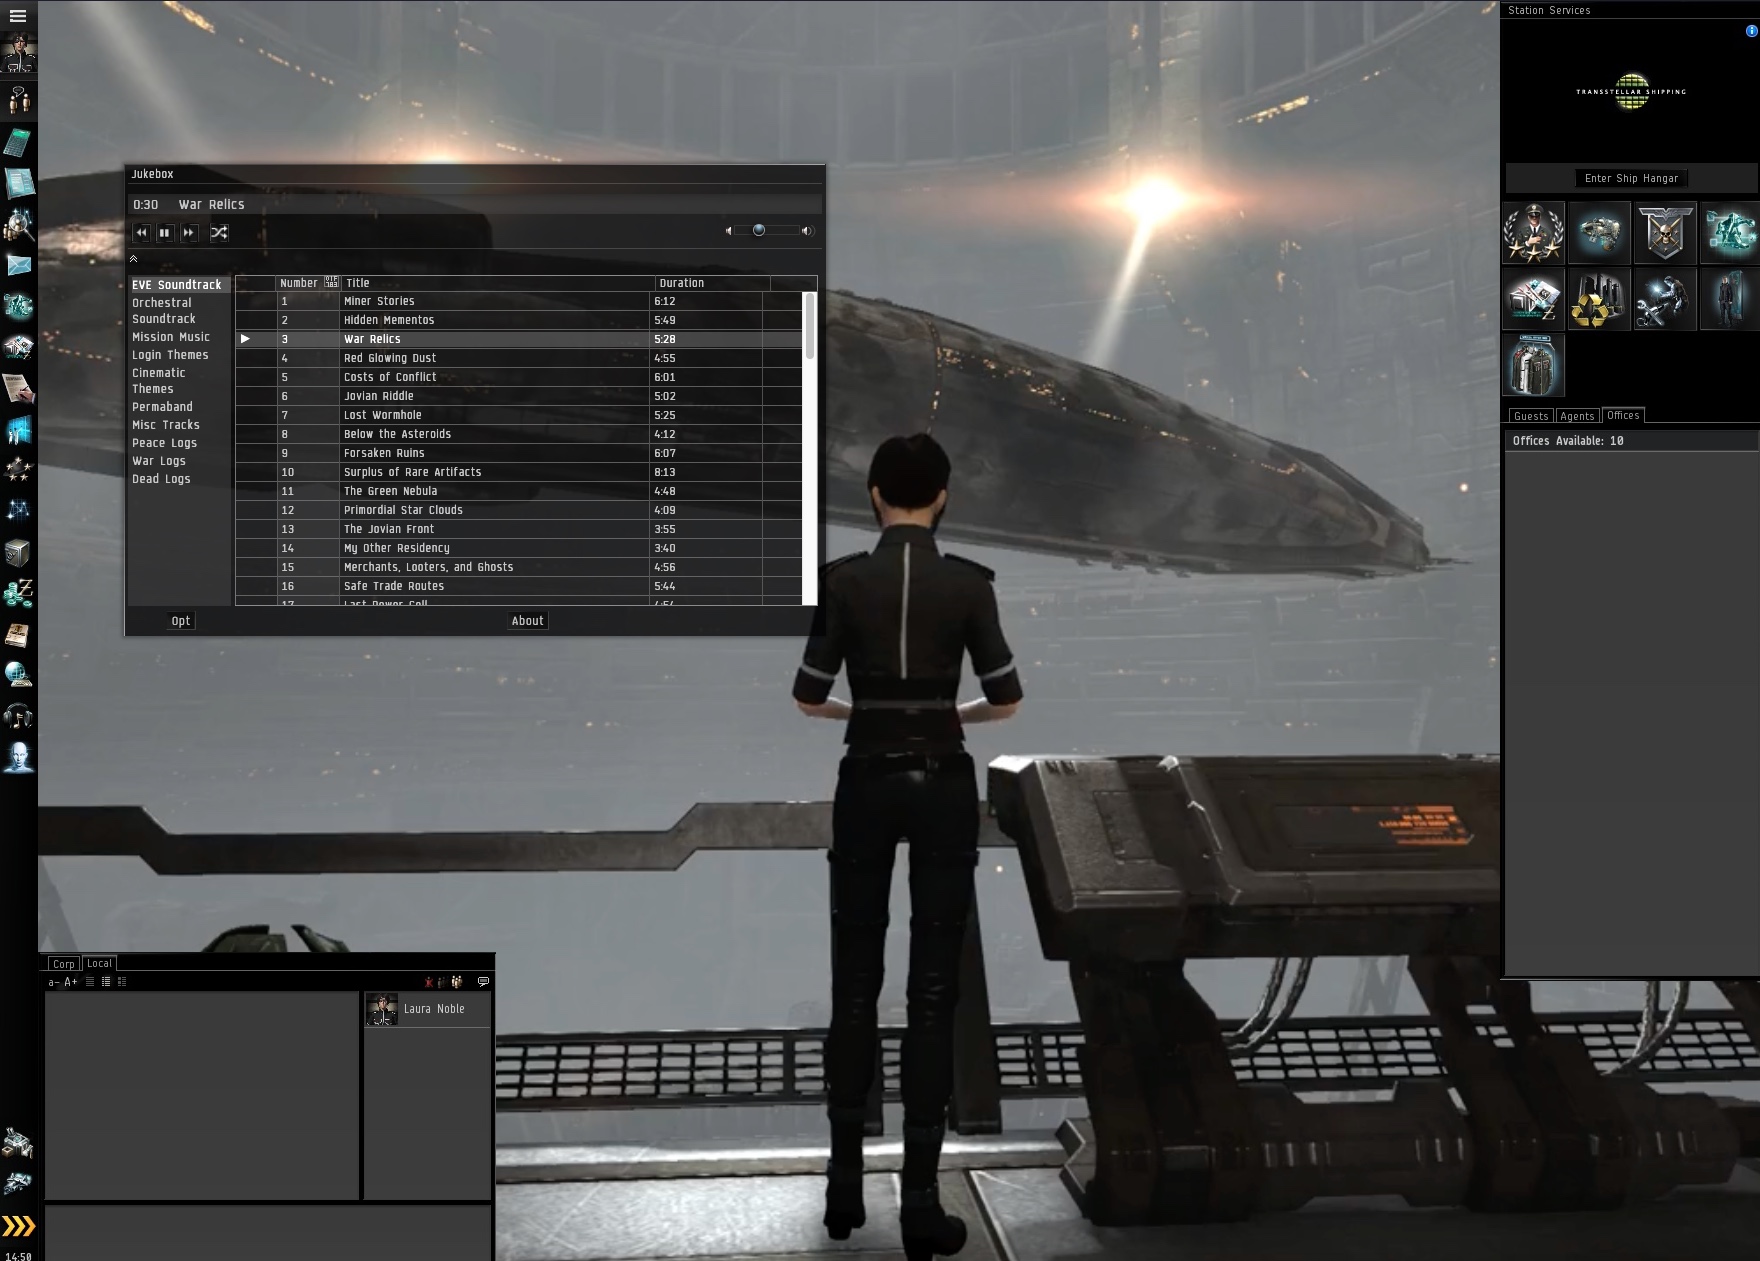 Station Services
TRANSSTELLAR SHIPPING
Enter Ship Hangar
Guests Agents Offices
Offices Available: 10
Jukebox
0:30 War Relics
EVE Soundtrack
Orchestral
Soundtrack
Mission Music
Login Themes
Cinematic
Themes
Permaband
Misc Tracks
Peace Logs
War Logs
Dead Logs
Number Title Duration
1 Miner Stories 6:12
2 Hidden Mementos 5:49
3 War Relics 5:28
4 Red Glowing Dust 4:55
5 Costs of Conflict 6:01
6 Jovian Riddle 5:02
7 Lost Wormhole 5:25
8 Below the Asteroids 4:12
9 Forsaken Ruins 6:07
10 Surplus of Rare Artifacts 8:13
11 The Green Nebula 4:48
12 Primordial Star Clouds 4:09
13 The Jovian Front 3:55
14 My Other Residency 3:40
15 Merchants, Looters, and Ghosts 4:56
16 Safe Trade Routes 5:44
17 Last Power Cell
Opt About
Corp Local
a- A+
Laura Noble
14:50